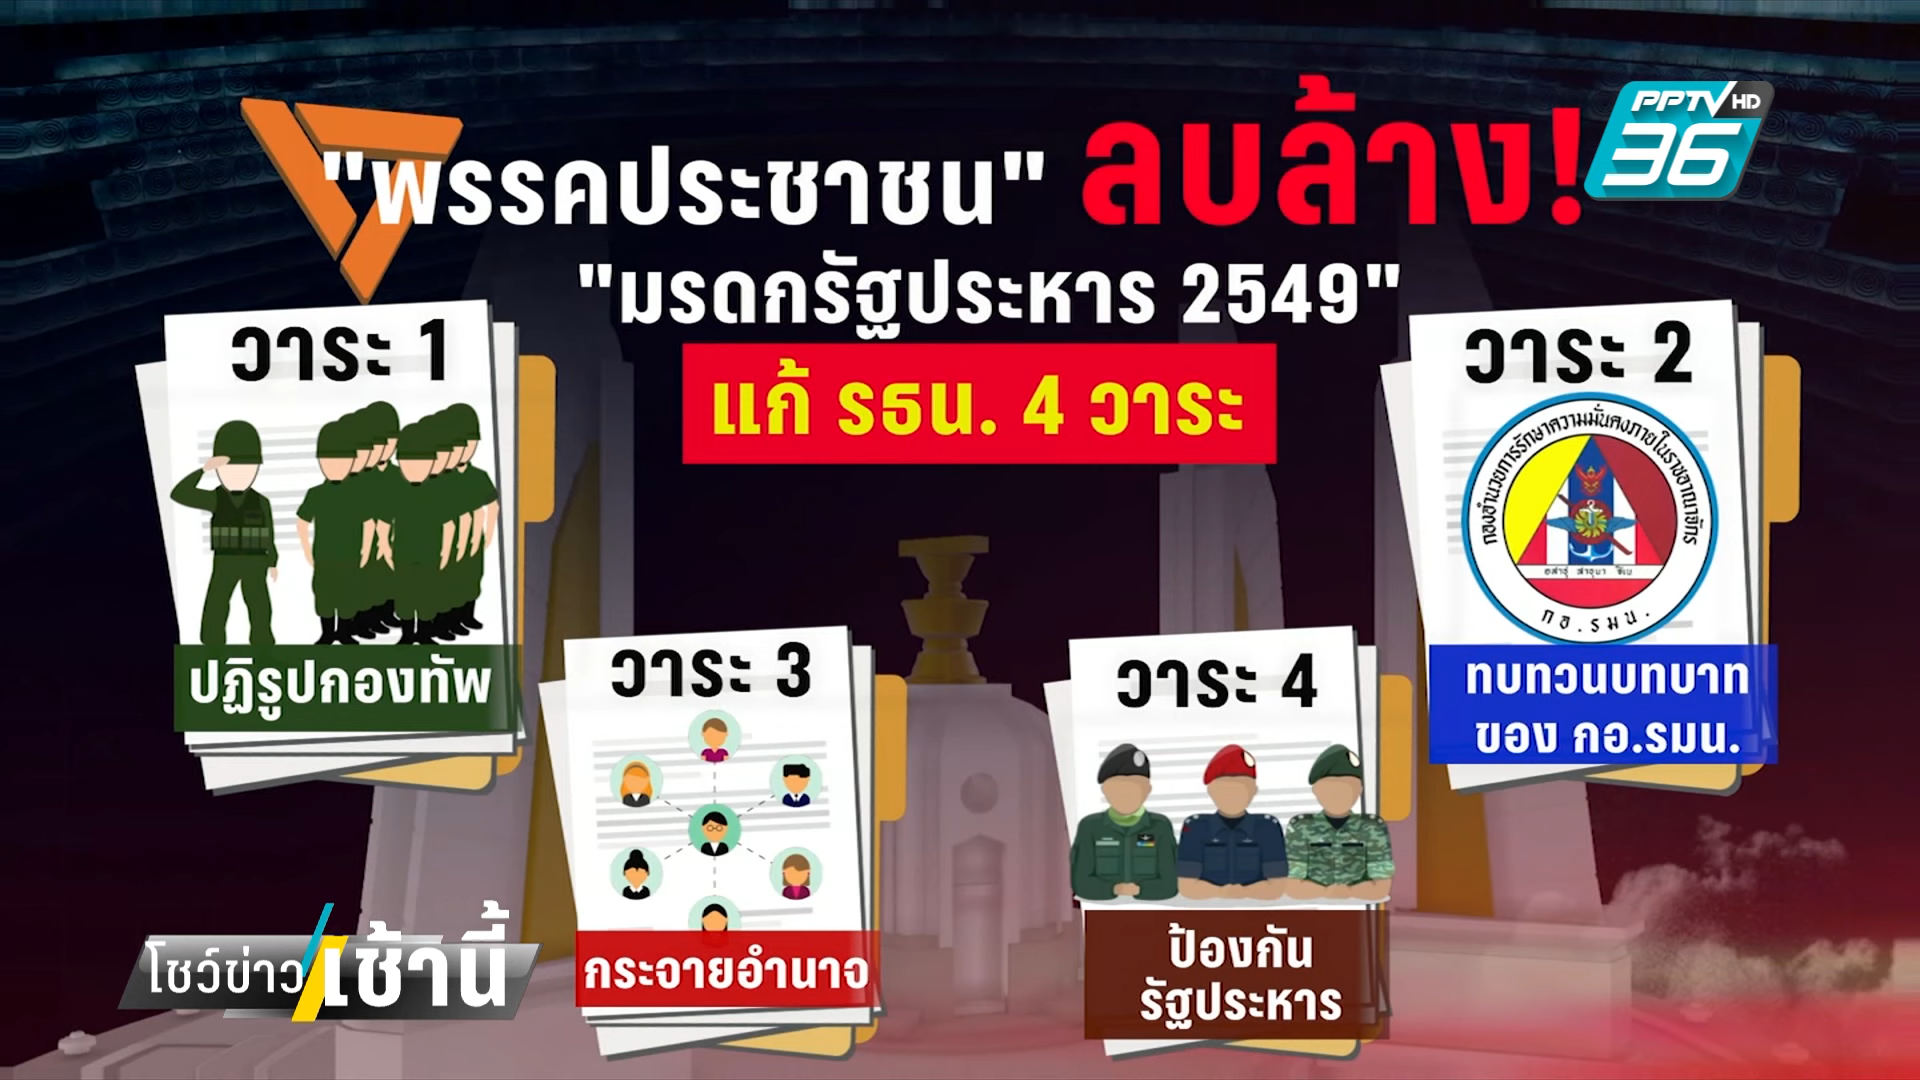 "พรรคประชาชน" ลบล้าง!
PPTV HD
36
"มรดกรัฐประหาร 2549"
แก้ รธน. 4 วาระ
วาระ 1
ปฏิรูปกองทัพ
วาระ 2
กองอำนวยการรักษาความมั่นคงภายในราชอาณาจักร
กอ.รมน.
ทบทวนบทบาท
ของ กอ.รมน.
วาระ 3
กระจายอำนาจ
วาระ 4
ป้องกัน
รัฐประหาร
โชว์ข่าวเช้านี้